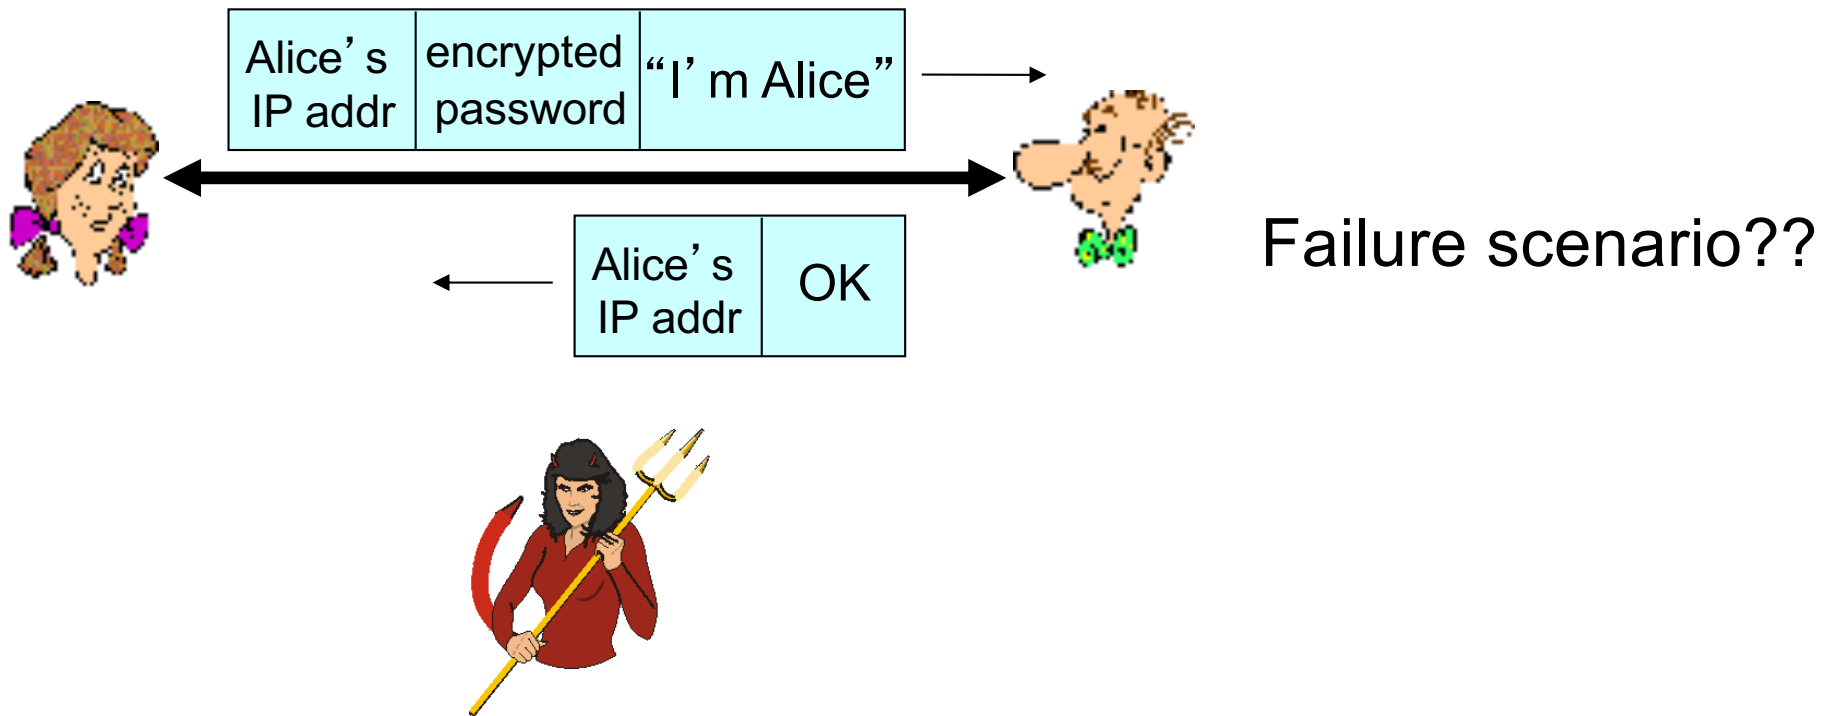 Alice’ s
IP addr
encrypted
password
“I’ m Alice”
Failure scenario??
Alice’ s
IP addr
OK